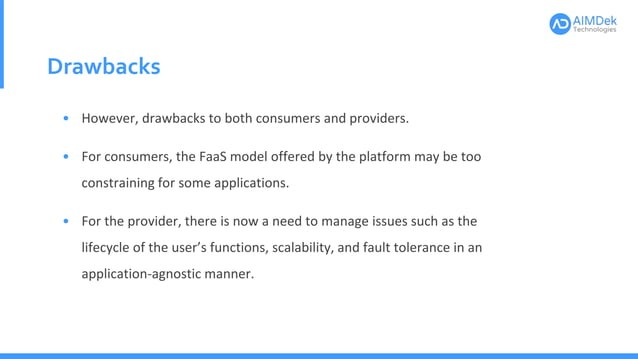 AIMDek
Technologies
Drawbacks
• However, drawbacks to both consumers and providers.
• For consumers, the FaaS model offered by the platform may be too
constraining for some applications.
• For the provider, there is now a need to manage issues such as the
lifecycle of the user’s functions, scalability, and fault tolerance in an
application-agnostic manner.